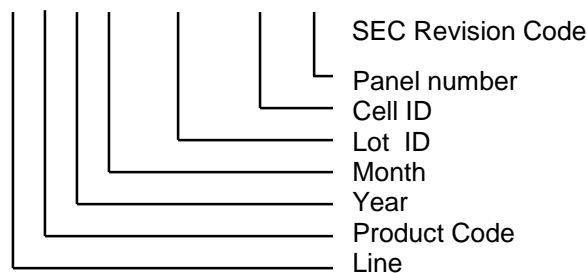 SEC Revision Code
Panel number
Cell ID
Lot ID
Month
Year
Product Code
Line